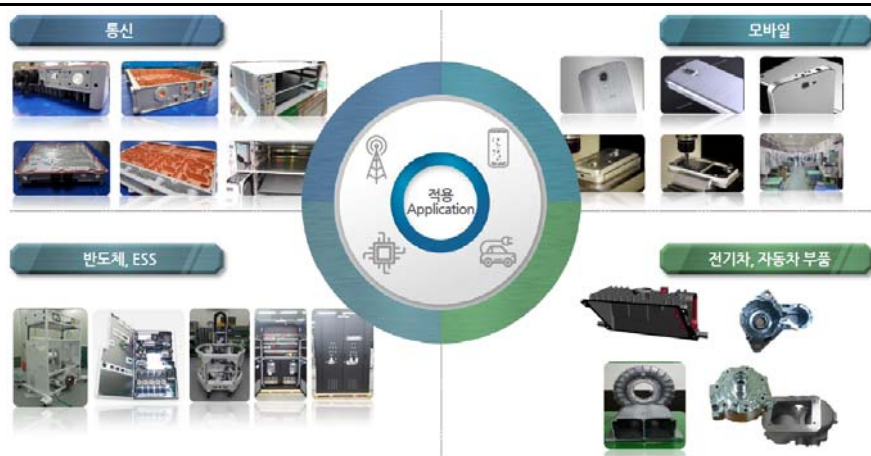 통신
모바일
적용
Application
반도체, ESS
전기차, 자동차 부품